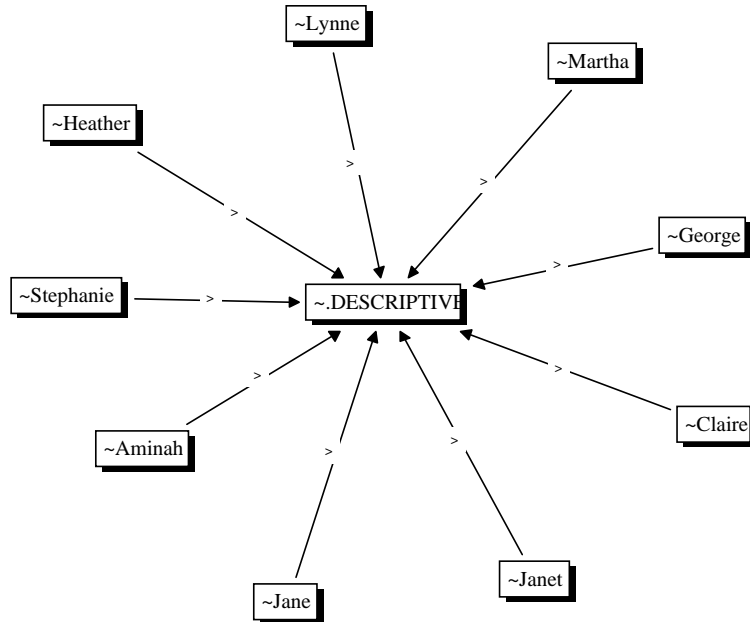 ~Lynne
~Martha
~Heather
>
>
>
~George
>
~Stephanie
>
~.DESCRIPTIVE
>
>
~Claire
~Aminah
>
>
~Janet
~Jane